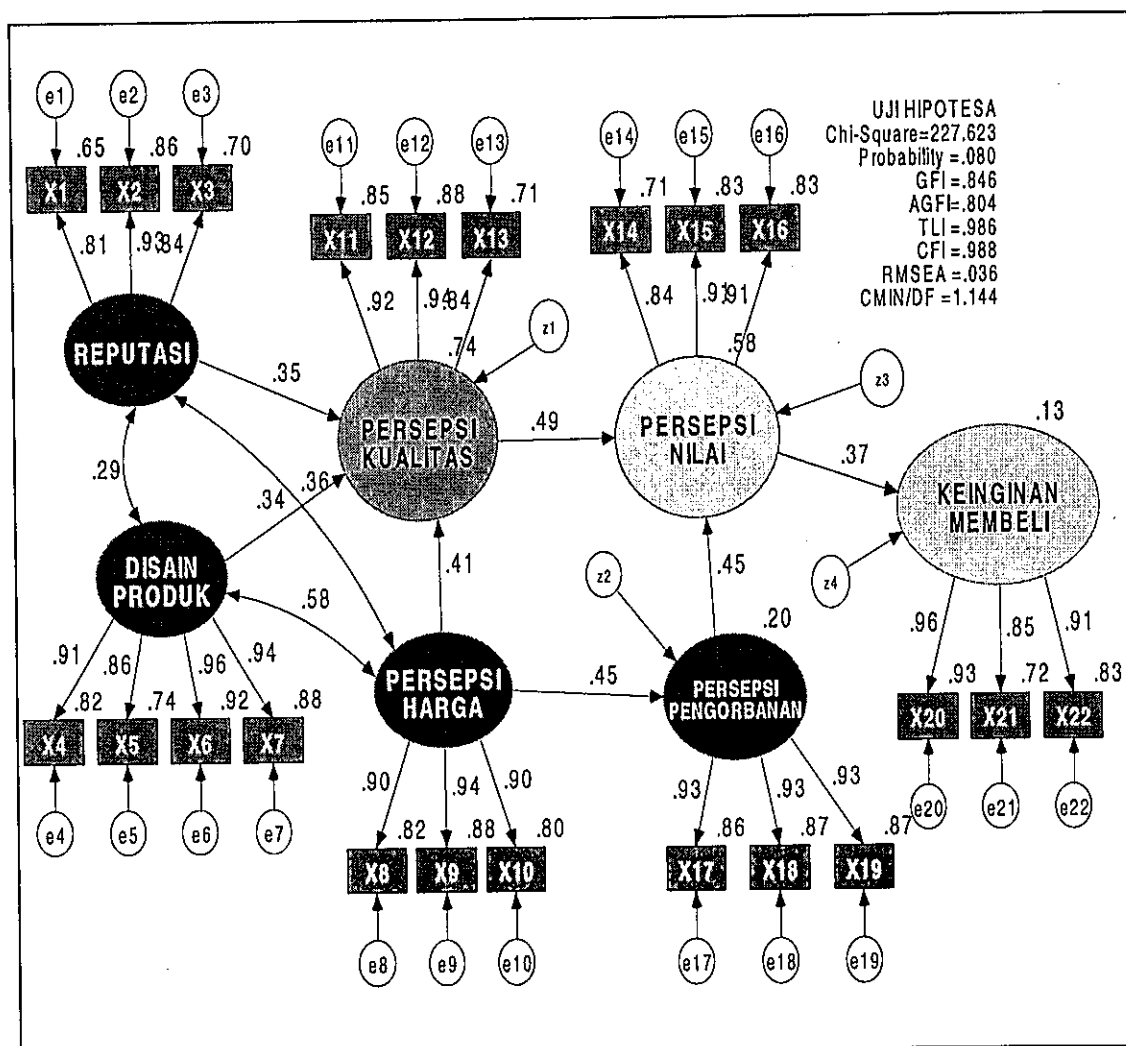 UJI HIPOTESA
Chi-Square=227.623
Probability =.080
GFI =.846
AGFI =.804
TLI =.986
CFI =.988
RMSEA =.036
CMIN/DF =1.144
e1 e2 e3
.65 .86 .70
X1 X2 X3
.81 .93 .84
REPUTASI
e11 e12 e13
.85 .88 .71
X11 X12 X13
.92 .94 .84
z1
.74
PERSEPSI
KUALITAS
e14 e15 e16
.71 .83 .83
X14 X15 X16
.84 .91 .91
.58
z3
PERSEPSI
NILAI
.35
.49
.37
.13
KEINGINAN
MEMBELI
z4
.29
.34
.36
.41
.45
.58
DISAIN
PRODUK
.91 .86 .96 .94
.82 .74 .92 .88
X4 X5 X6 X7
e4 e5 e6 e7
PERSEPSI
HARGA
.45
z2
.20
PERSEPSI
PENGORBANAN
.90 .94 .90
.82 .88 .80
X8 X9 X10
e8 e9 e10
.93 .93 .93
.86 .87 .87
X17 X18 X19
e17 e18 e19
.96 .85 .91
.93 .72 .83
X20 X21 X22
e20 e21 e22